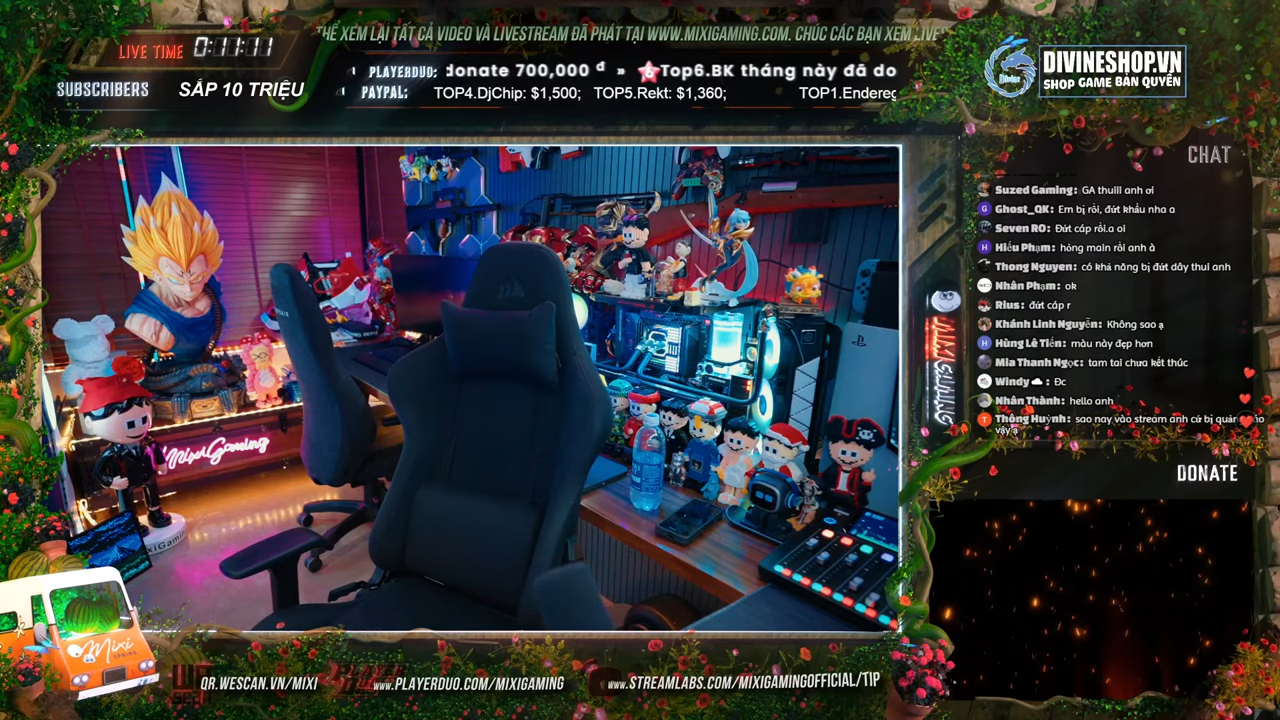 THỂ XEM LẠI TẤT CẢ VIDEO VÀ LIVESTREAM ĐÃ PHÁT TẠI WWW.MIXIGAMING.COM. CHÚC CÁC BẠN XEM LIVES
LIVE TIME 0:11:11
SUBSCRIBERS SẮP 10 TRIỆU
PLAYERDUO: donate 700,000 đ » 6 Top6.BK tháng này đã do
PAYPAL: TOP4.DjChip: $1,500; TOP5.Rekt: $1,360; TOP1.Endereg
DIVINESHOP.VN
SHOP GAME BẢN QUYỀN
CHAT
Suzed Gaming: GA thuiii anh ơi
Ghost_QK: Em bị rồi, đứt khẩu nha a
Seven RO: Đứt cáp rồi.a oi
Hiếu Phạm: hóng main rồi anh à
Thong Nguyen: có khả năng bị đứt dây thui anh
Nhân Phạm: ok
Rius: đứt cáp r
Khánh Linh Nguyễn: Không sao ạ
Hùng Lê Tiến: màu này đẹp hơn
Mia Thanh Ngọc: tam tai chưa kết thúc
Windy: Đc
Nhân Thành: hello anh
Thông Huỳnh: sao nay vào stream anh cứ bị
vậy ạ
DONATE
MixiGaming
CORSAIR
Mixi
SPRING
QR.WESCAN.VN/MIXI
WWW.PLAYERDUO.COM/MIXIGAMING
WWW.STREAMLABS.COM/MIXIGAMINGOFFICIAL/TIP